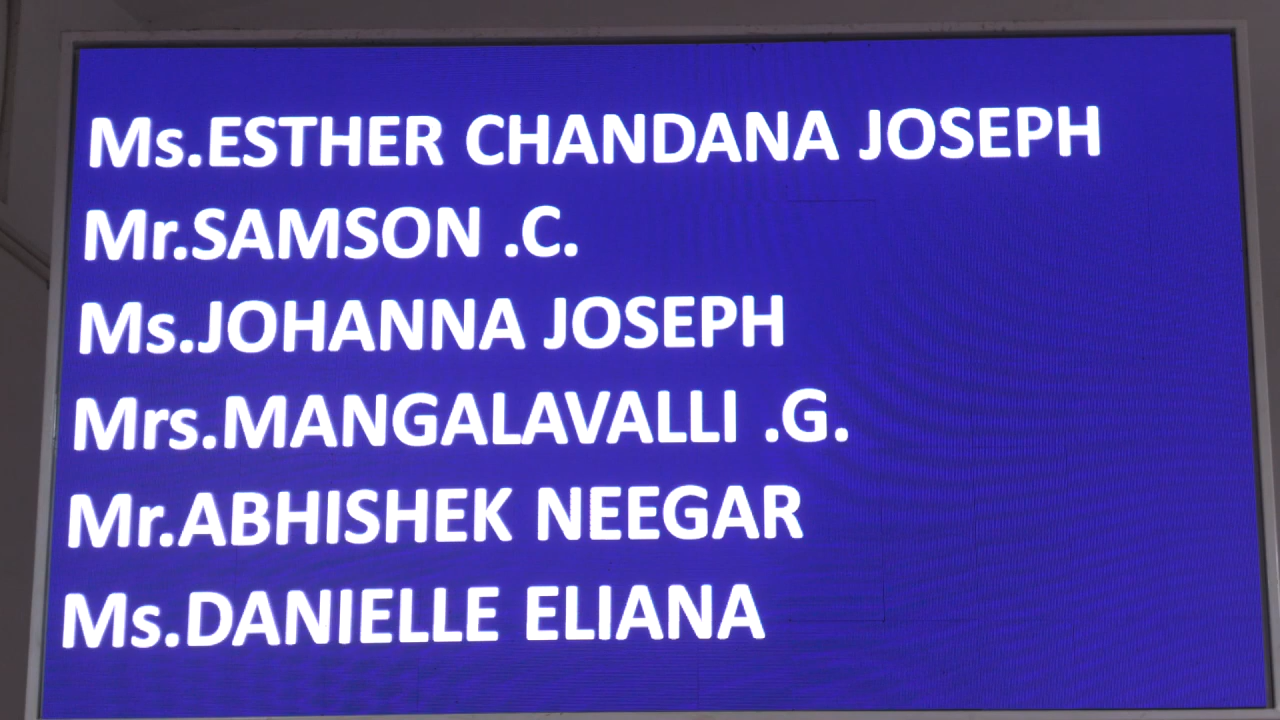 Ms.ESTHER CHANDANA JOSEPH
Mr.SAMSON .C.
Ms.JOHANNA JOSEPH
Mrs.MANGALAVALLI .G.
Mr.ABHISHEK NEEGAR
Ms.DANIELLE ELIANA